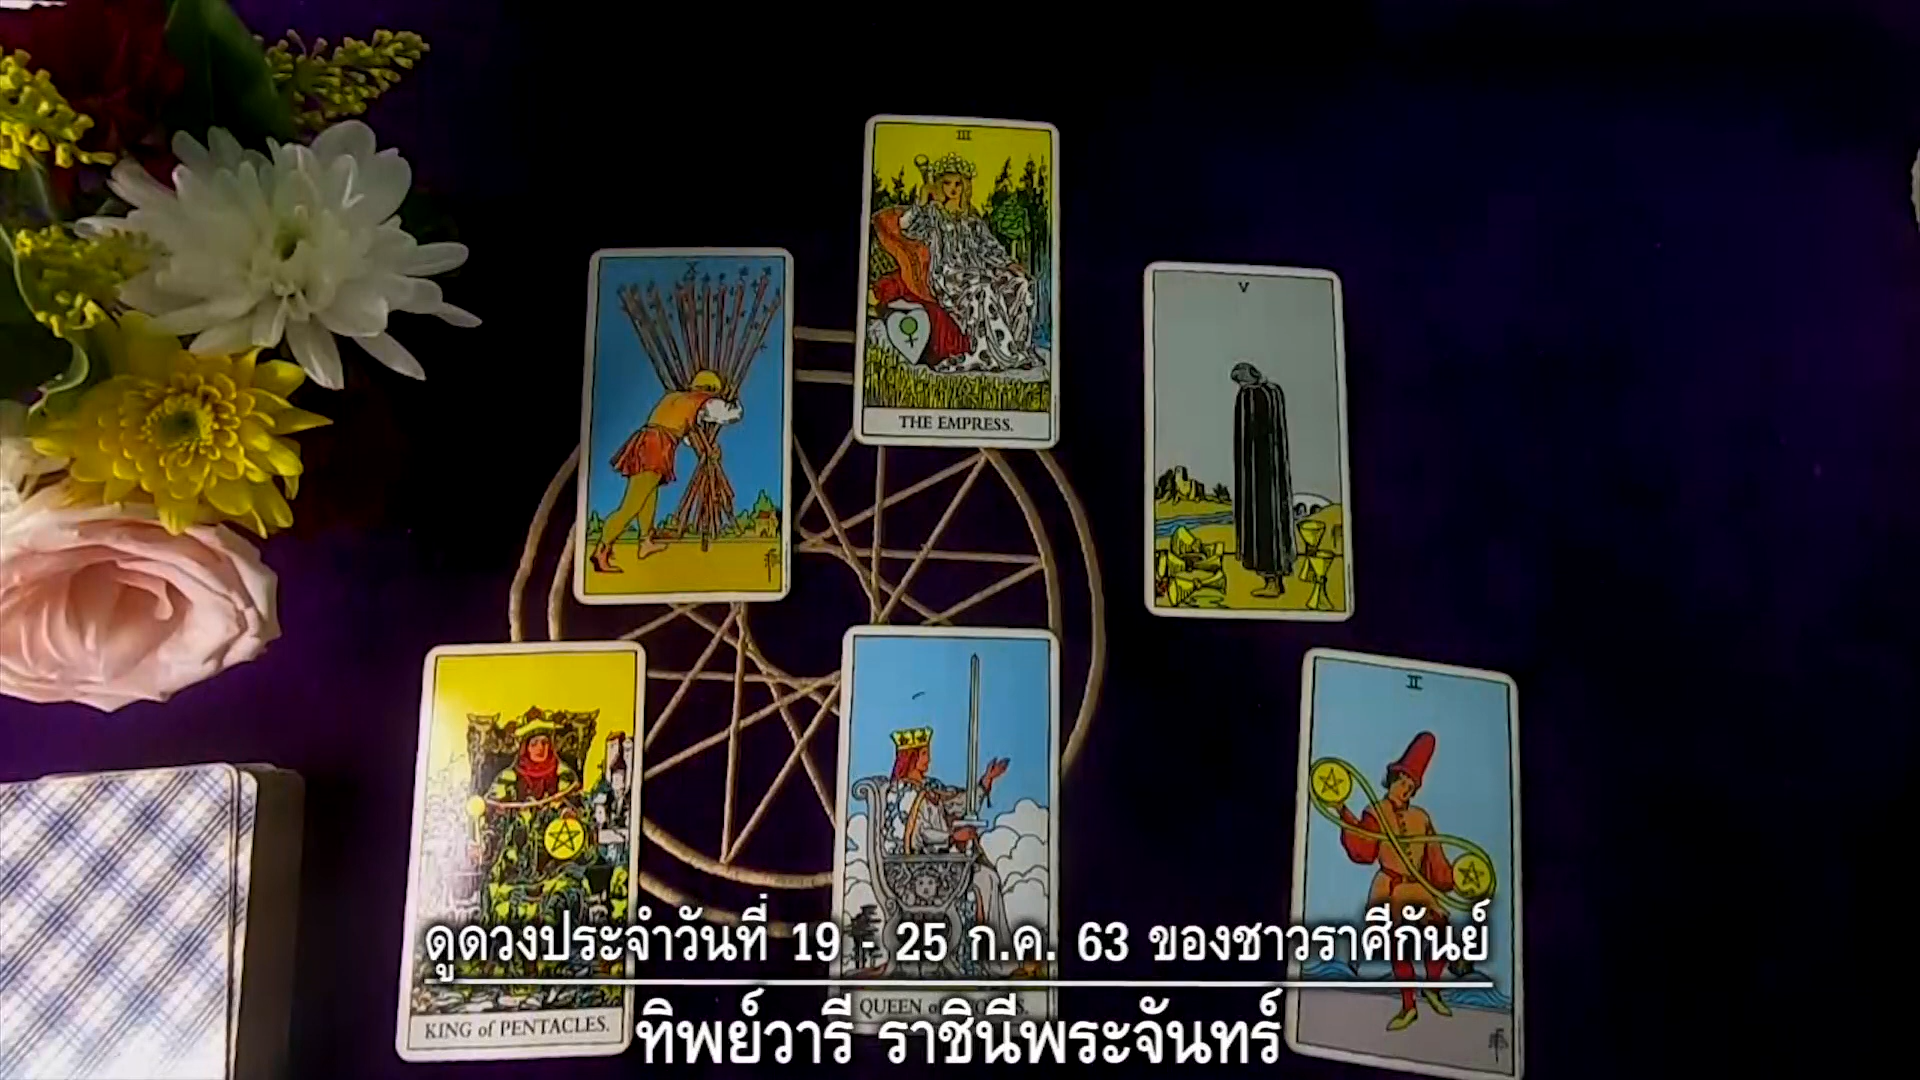 III
THE EMPRESS.
X
V
II
ดูดวงประจำวันที่ 19 - 25 ก.ค. 63 ของชาวราศีกันย์
KING of PENTACLES.
QUEEN
ทิพย์วารี ราชินีพระจันทร์